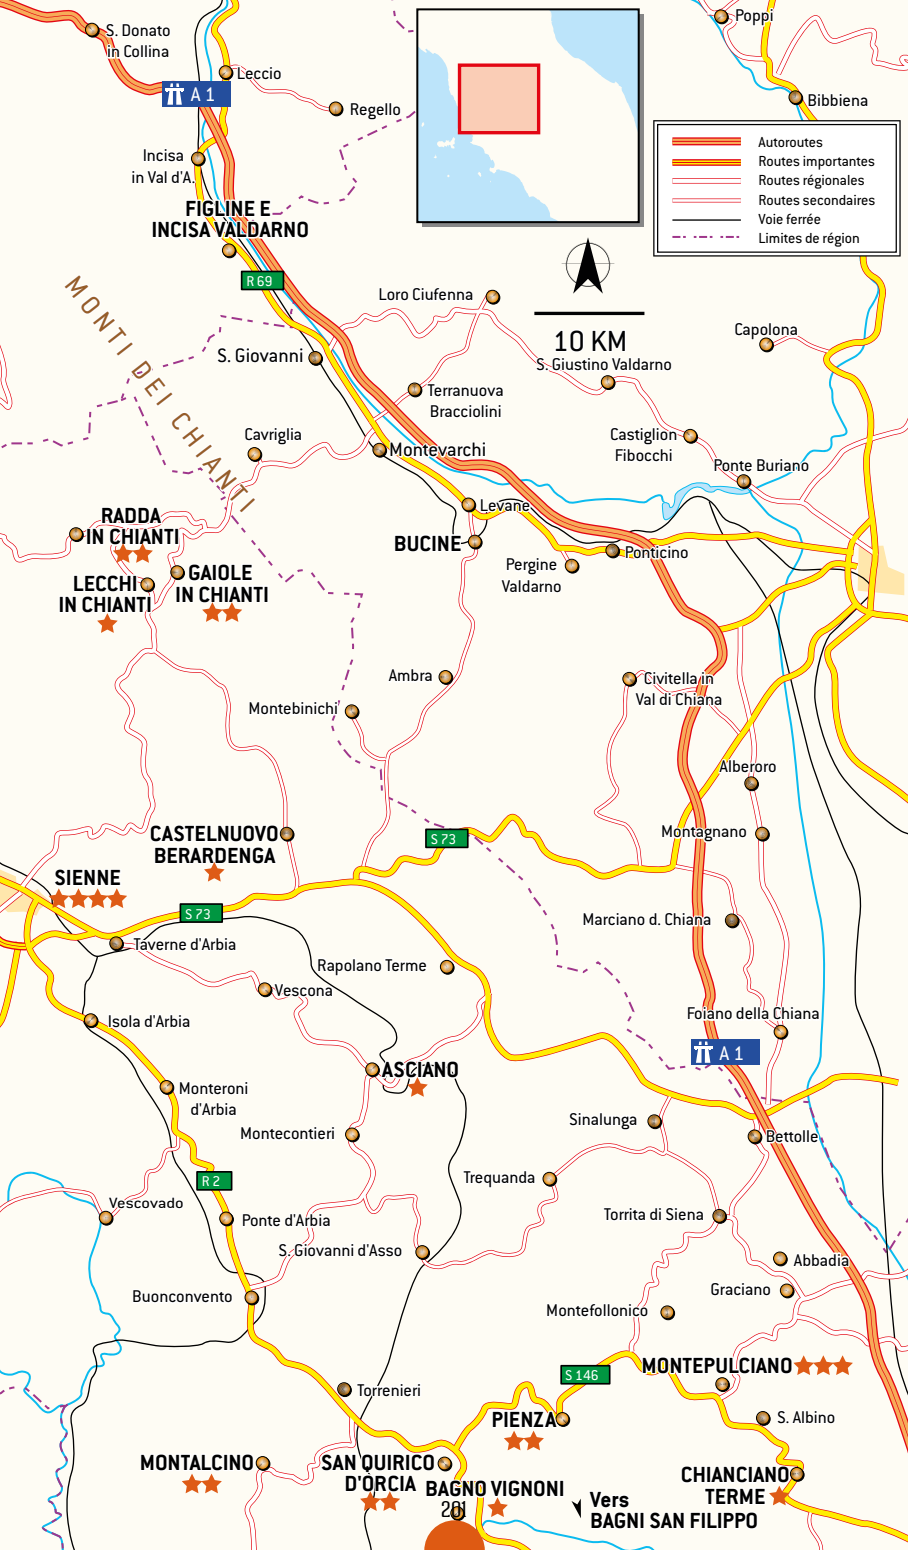 Poppi
S. Donato
in Collina
Leccio
A 1
Regello
Bibbiena
Autoroutes
Routes importantes
Routes régionales
Routes secondaires
Voie ferrée
Limites de région
Incisa
in Val d'A.
FIGLINE E
INCISA VALDARNO
R 69
MONTI DEI CHIANTI
Loro Ciufenna
10 KM
Capolona
S. Giovanni
S. Giustino Valdarno
Terranuova
Bracciolini
Cavriglia
Montevarchi
Castiglion
Fibocchi
Ponte Buriano
Levane
RADDA
IN CHIANTI
BUCINE
Ponticino
Pergine
Valdarno
LECCHI
IN CHIANTI
GAIOLE
IN CHIANTI
Ambra
Civitella in
Val di Chiana
Montebinichi
Alberoro
CASTELNUOVO
BERARDENGA
S 73
Montagnano
SIENNE
S 73
Marciano d. Chiana
Taverne d'Arbia
Rapolano Terme
Vescona
Isola d'Arbia
Foiano della Chiana
A 1
ASCIANO
Monteroni
d'Arbia
Montecontieri
Sinalunga
Bettolle
R 2
Trequanda
Vescovado
Ponte d'Arbia
Torrita di Siena
S. Giovanni d'Asso
Abbadia
Buonconvento
Graciano
Montefollonico
S 146
MONTEPULCIANO
Torrenieri
PIENZA
S. Albino
MONTALCINO
SAN QUIRICO
D'ORCIA
CHIANCIANO
TERME
BAGNO VIGNONI
201
Vers
BAGNI SAN FILIPPO